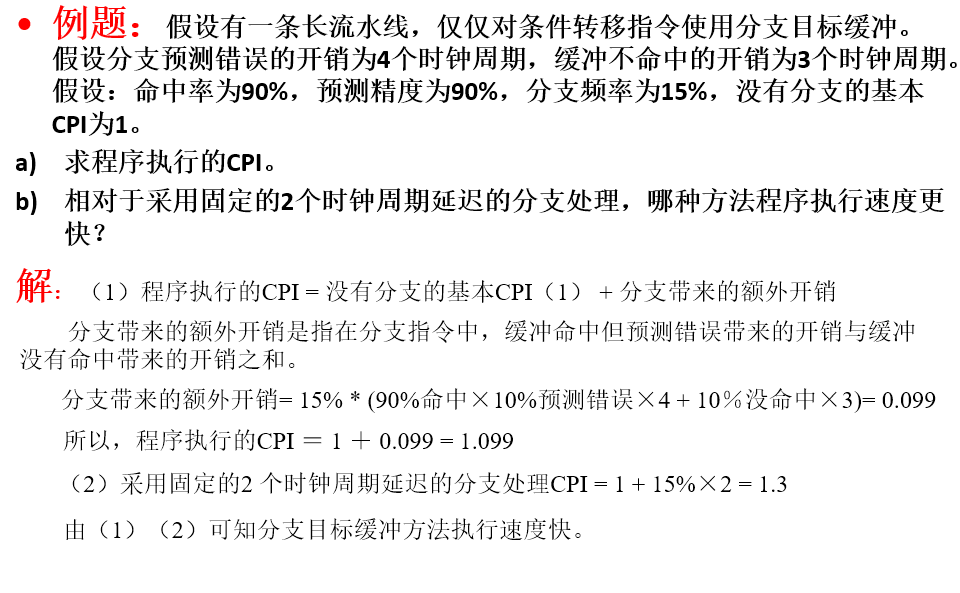 • 例题：假设有一条长流水线，仅仅对条件转移指令使用分支目标缓冲。
假设分支预测错误的开销为4个时钟周期，缓冲不命中的开销为3个时钟周期。
假设：命中率为90%，预测精度为90%，分支频率为15%，没有分支的基本
CPI为1。
a) 求程序执行的CPI。
b) 相对于采用固定的2个时钟周期延迟的分支处理，哪种方法程序执行速度更
快？
解：（1）程序执行的CPI = 没有分支的基本CPI（1） + 分支带来的额外开销
分支带来的额外开销是指在分支指令中，缓冲命中但预测错误带来的开销与缓冲
没有命中带来的开销之和。
分支带来的额外开销= 15% * (90%命中×10%预测错误×4 + 10％没命中×3)= 0.099
所以，程序执行的CPI ＝ 1 ＋ 0.099 = 1.099
（2）采用固定的2 个时钟周期延迟的分支处理CPI = 1 + 15%×2 = 1.3
由（1）（2）可知分支目标缓冲方法执行速度快。